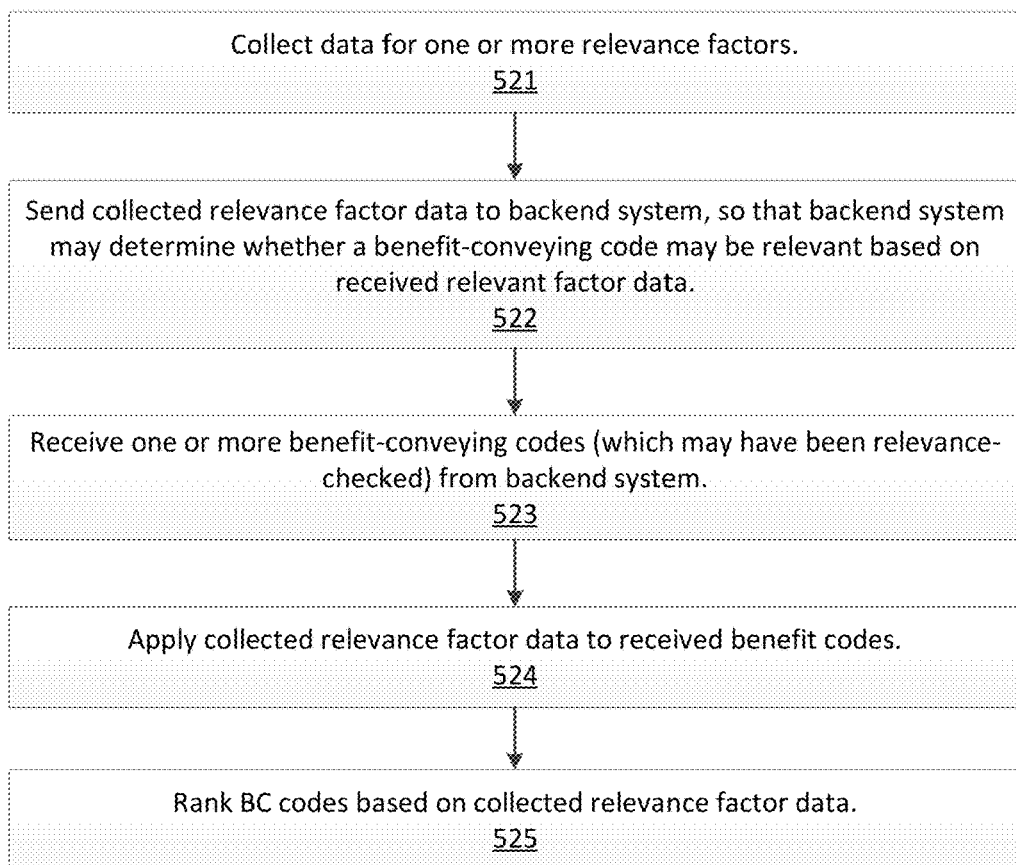 Collect data for one or more relevance factors.
521
Send collected relevance factor data to backend system, so that backend system
may determine whether a benefit-conveying code may be relevant based on
received relevant factor data.
522
Receive one or more benefit-conveying codes (which may have been relevance-
checked) from backend system.
523
Apply collected relevance factor data to received benefit codes.
524
Rank BC codes based on collected relevance factor data.
525